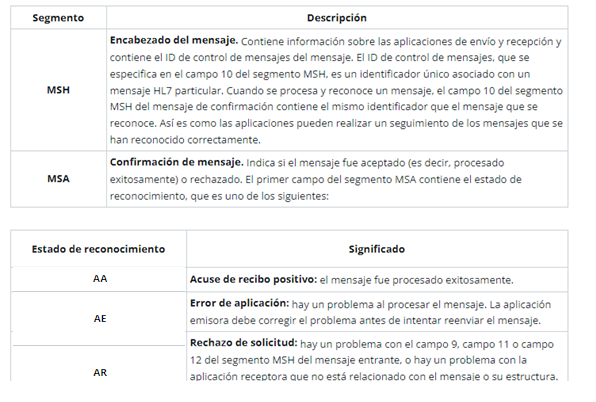 Segmento Descripción
Encabezado del mensaje. Contiene información sobre las aplicaciones de envío y recepción y
contiene el ID de control de mensajes del mensaje. El ID de control de mensajes, que se
especifica en el campo 10 del segmento MSH, es un identificador único asociado con un
MSH
mensaje HL7 particular. Cuando se procesa y reconoce un mensaje, el campo 10 del segmento
MSH del mensaje de confirmación contiene el mismo identificador que el mensaje que se
reconoce. Así es como las aplicaciones pueden realizar un seguimiento de los mensajes que se
han reconocido correctamente.
Confirmación de mensaje. Indica si el mensaje fue aceptado (es decir, procesado
MSA
exitosamente) o rechazado. El primer campo del segmento MSA contiene el estado de
reconocimiento, que es uno de los siguientes:
Estado de reconocimiento Significado
AA Acuse de recibo positivo: el mensaje fue procesado exitosamente.
Error de aplicación: hay un problema al procesar el mensaje. La aplicación
AE
emisora debe corregir el problema antes de intentar reenviar el mensaje.
Rechazo de solicitud: hay un problema con el campo 9, campo 11 o campo
12 del segmento MSH del mensaje entrante, o hay un problema con la
AR
aplicación receptora que no está relacionado con el mensaje o su estructura.